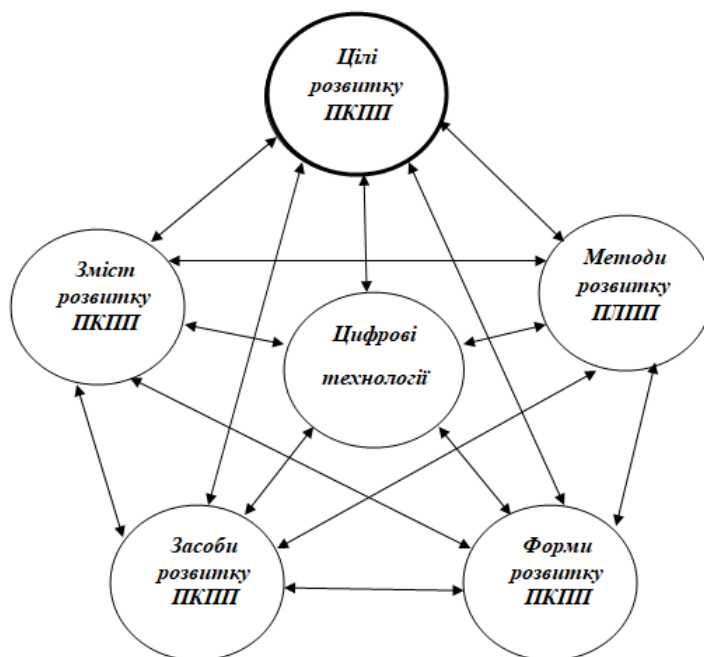 Цілі
розвитку
ПКПП
Зміст
розвитку
ПКПП
Методи
розвитку
ПЛПП
Цифрові
технології
Засоби
розвитку
ПКПП
Форми
розвитку
ПКПП